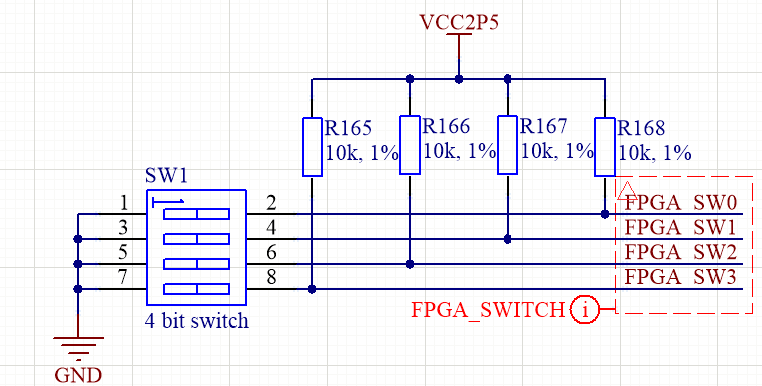 VCC2P5
R165
10k, 1%
R166
10k, 1%
R167
10k, 1%
R168
10k, 1%
SW1
1
2
FPGA_SW0
3
4
FPGA_SW1
5
6
FPGA_SW2
7
8
FPGA_SW3
4 bit switch
FPGA_SWITCH i
GND